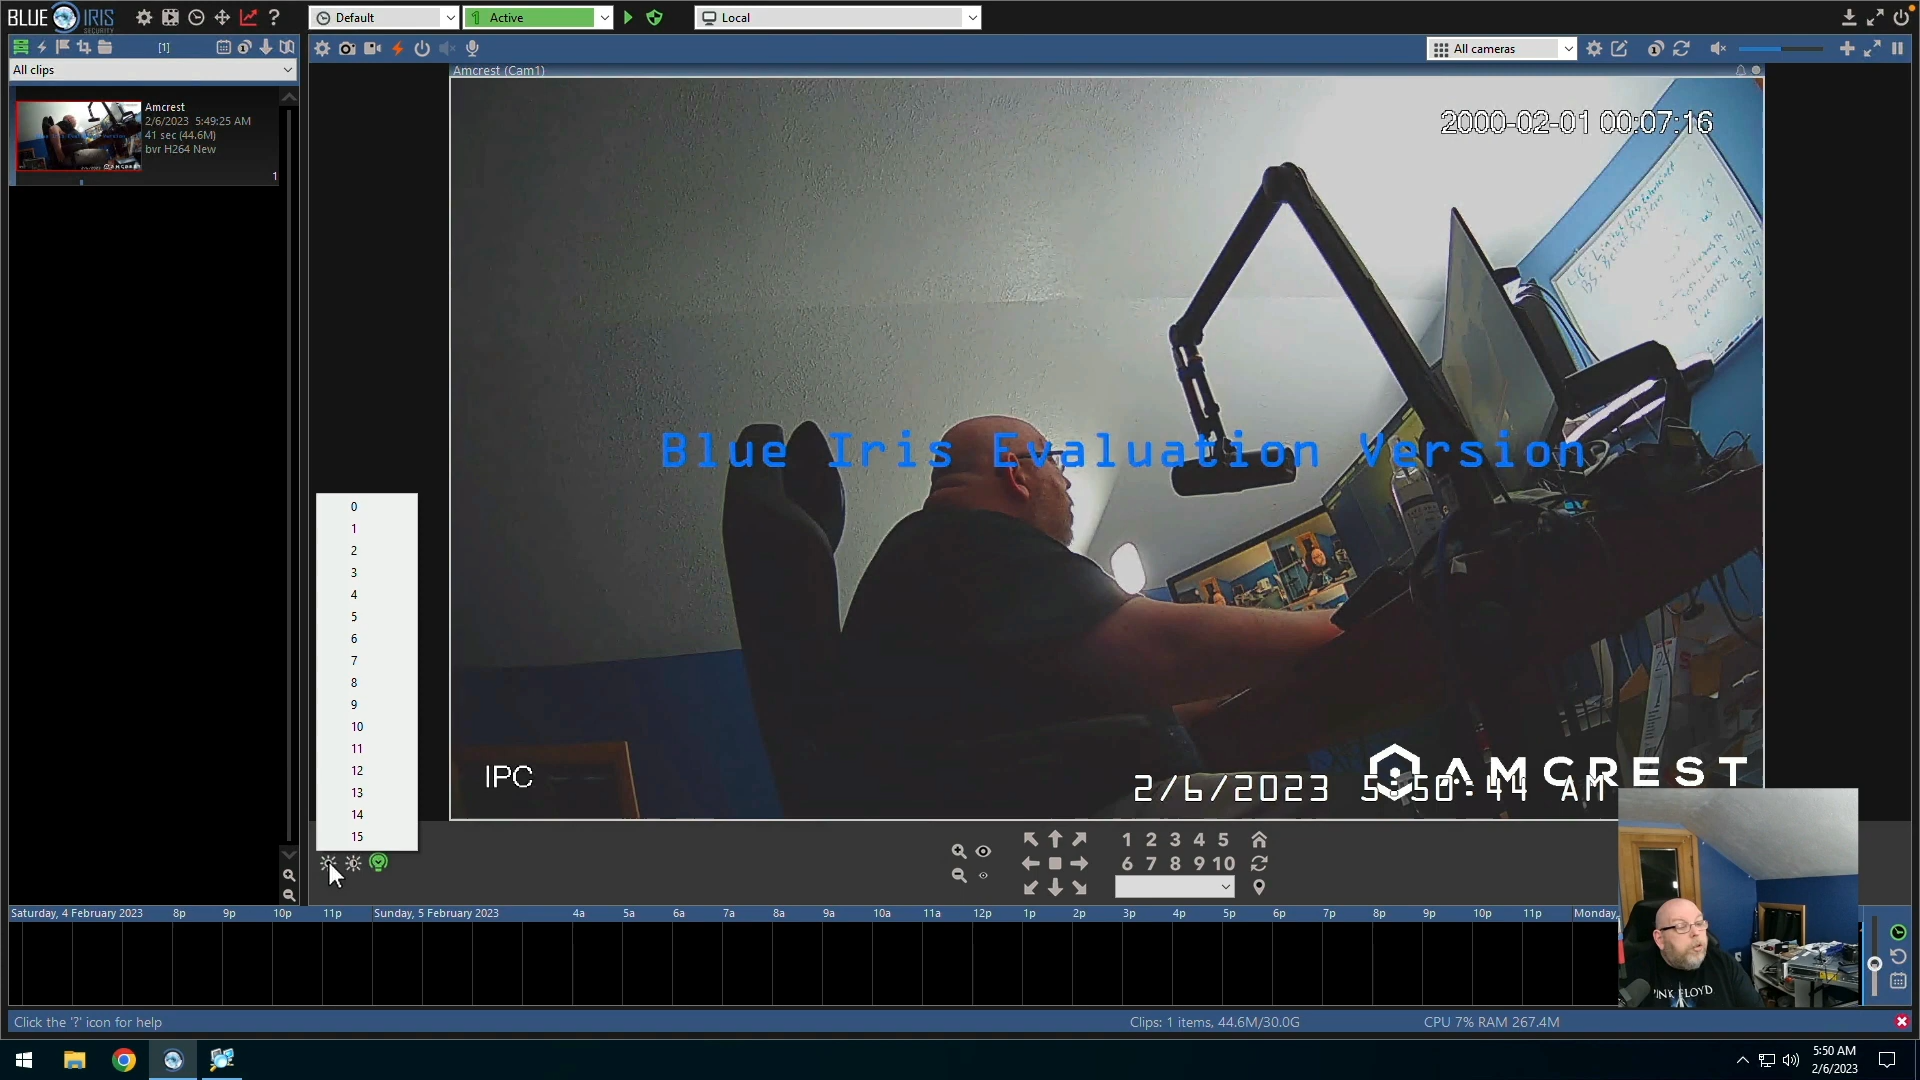 BLUE IRIS
SECURITY
Default
1 Active
Local
[1]
All cameras
All clips
Amcrest (Cam1)
Amcrest
2/6/2023 5:49:25 AM
41 sec (44.6M)
bvr H264 New
1
2000-02-01 00:07:16
Blue Iris Evaluation Version
0
1
2
3
4
5
6
7
8
9
10
11
12
13
14
15
IPC
AMCREST
2/6/2023 5:50:44 AM
1 2 3 4 5
6 7 8 9 10
Saturday, 4 February 2023 8p 9p 10p 11p Sunday, 5 February 2023 4a 5a 6a 7a 8a 9a 10a 11a 12p 1p 2p 3p 4p 5p 6p 7p 8p 9p 10p 11p Monday,
Click the '?' icon for help
Clips: 1 items, 44.6M/30.0G
CPU 7% RAM 267.4M
5:50 AM
2/6/2023